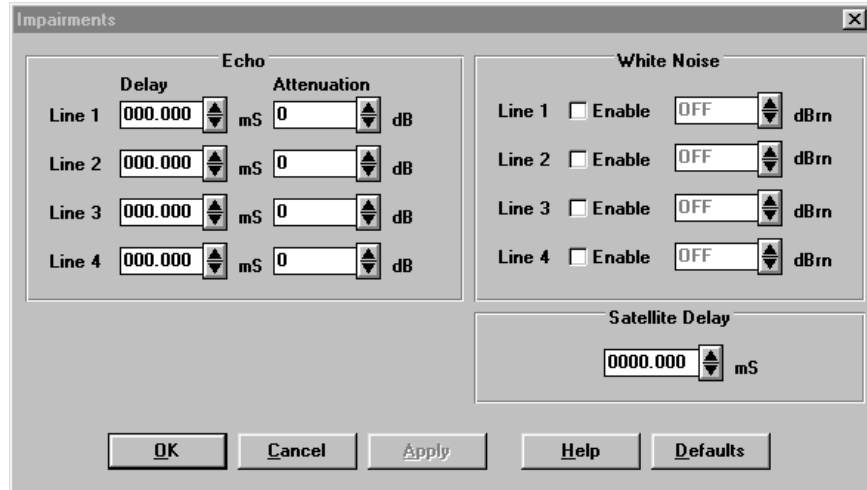 Impairments
Echo
Delay Attenuation
Line 1 000.000 mS 0 dB
Line 2 000.000 mS 0 dB
Line 3 000.000 mS 0 dB
Line 4 000.000 mS 0 dB
White Noise
Line 1 Enable OFF dBrn
Line 2 Enable OFF dBrn
Line 3 Enable OFF dBrn
Line 4 Enable OFF dBrn
Satellite Delay
0000.000 mS
OK Cancel Apply Help Defaults